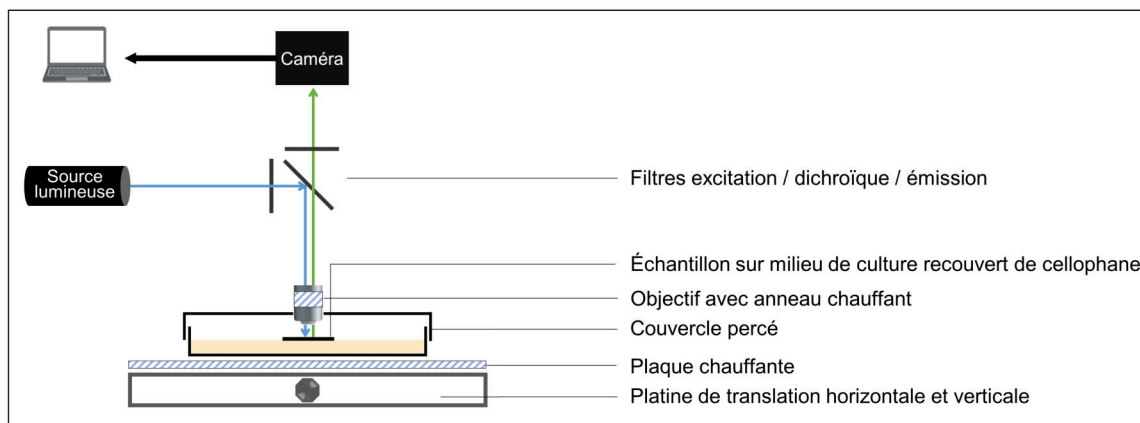 Caméra
Source
lumineuse
Filtres excitation / dichroïque / émission
Échantillon sur milieu de culture recouvert de cellophane
Objectif avec anneau chauffant
Couvercle percé
Plaque chauffante
Platine de translation horizontale et verticale